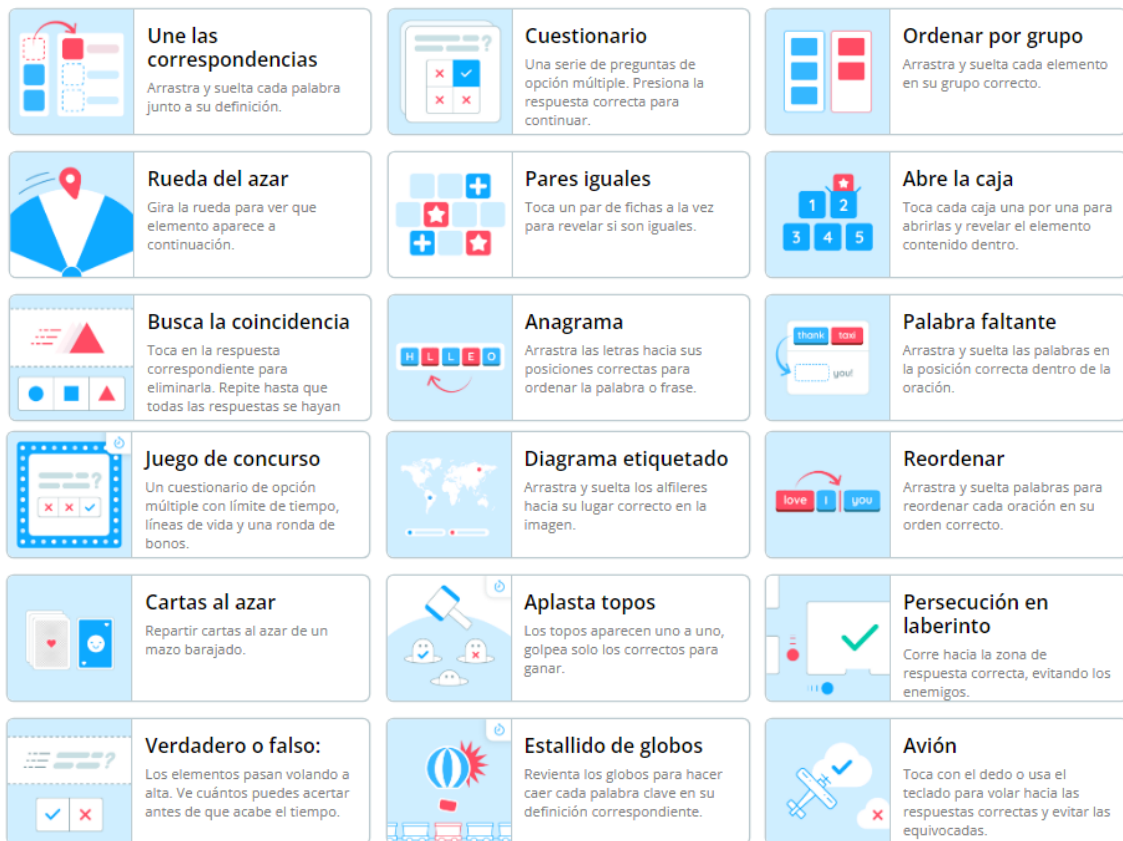 Une las
correspondencias
Arrastra y suelta cada palabra
junto a su definición.
?
Cuestionario
Una serie de preguntas de
opción múltiple. Presiona la
respuesta correcta para
continuar.
Ordenar por grupo
Arrastra y suelta cada elemento
en su grupo correcto.
Rueda del azar
Gira la rueda para ver que
elemento aparece a
continuación.
Pares iguales
Toca un par de fichas a la vez
para revelar si son iguales.
1 2
3 4 5
Abre la caja
Toca cada caja una por una para
abrirlas y revelar el elemento
contenido dentro.
Busca la coincidencia
Toca en la respuesta
correspondiente para
eliminarla. Repite hasta que
todas las respuestas se hayan
H L L E O
Anagrama
Arrastra las letras hacia sus
posiciones correctas para
ordenar la palabra o frase.
thank taxi
you!
Palabra faltante
Arrastra y suelta las palabras en
la posición correcta dentro de la
oración.
?
Juego de concurso
Un cuestionario de opción
múltiple con límite de tiempo,
líneas de vida y una ronda de
bonos.
Diagrama etiquetado
Arrastra y suelta los alfileres
hacia su lugar correcto en la
imagen.
love I you
Reordenar
Arrastra y suelta palabras para
reordenar cada oración en su
orden correcto.
Cartas al azar
Repartir cartas al azar de un
mazo barajado.
Aplasta topos
Los topos aparecen uno a uno,
golpea solo los correctos para
ganar.
Persecución en
laberinto
Corre hacia la zona de
respuesta correcta, evitando los
enemigos.
?
Verdadero o falso:
Los elementos pasan volando a
alta. Ve cuántos puedes acertar
antes de que acabe el tiempo.
Estallido de globos
Revienta los globos para hacer
caer cada palabra clave en su
definición correspondiente.
Avión
Toca con el dedo o usa el
teclado para volar hacia las
respuestas correctas y evitar las
equivocadas.